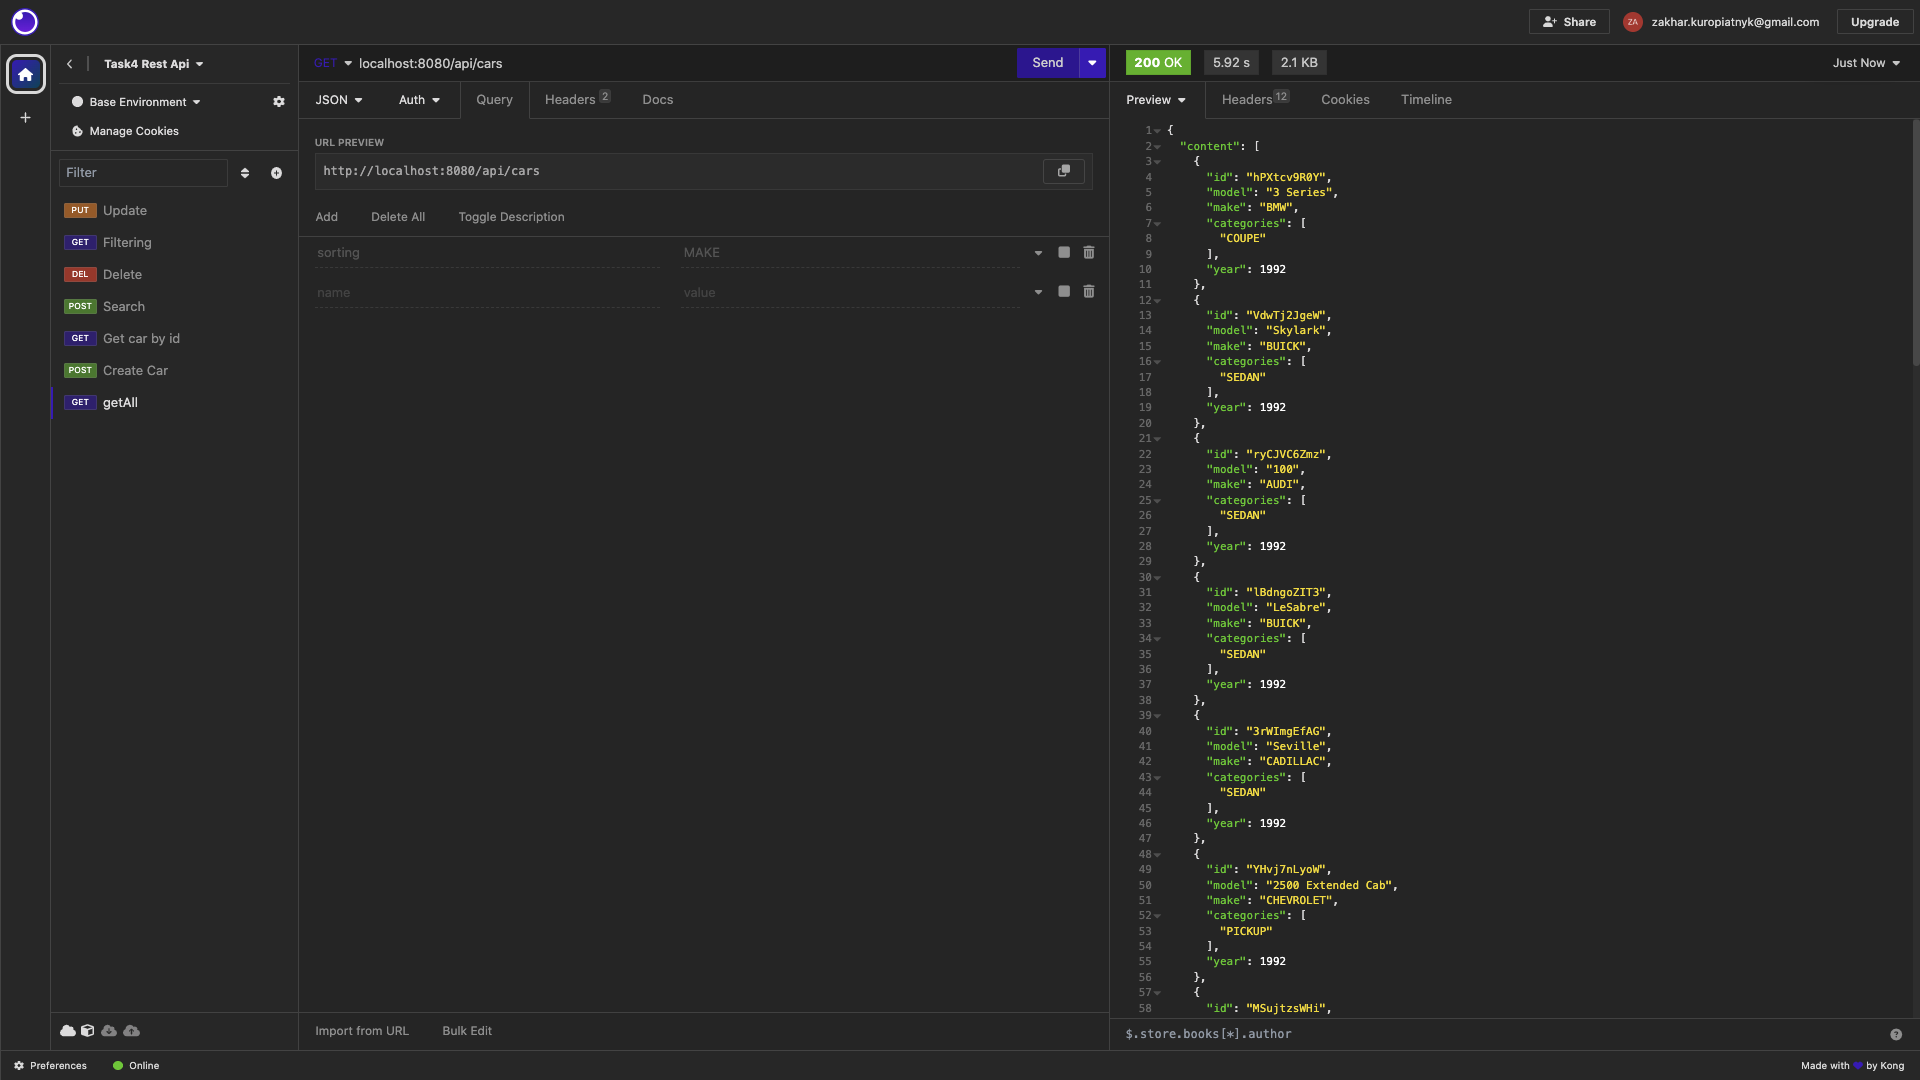 Share
ZA
zakhar.kuropiatnyk@gmail.com
Upgrade
Task4 Rest Api
Base Environment
Manage Cookies
Filter
PUT Update
GET Filtering
DEL Delete
POST Search
GET Get car by id
POST Create Car
GET getAll
GET localhost:8080/api/cars
Send
JSON
Auth
Query
Headers 2
Docs
URL PREVIEW
http://localhost:8080/api/cars
Add
Delete All
Toggle Description
sorting MAKE
name value
Import from URL
Bulk Edit
200 OK
5.92 s
2.1 KB
Just Now
Preview
Headers 12
Cookies
Timeline
1 {
2 "content": [
3 {
4 "id": "hPXtcv9R0Y",
5 "model": "3 Series",
6 "make": "BMW",
7 "categories": [
8 "COUPE"
9 ],
10 "year": 1992
11 },
12 {
13 "id": "VdwTj2JgeW",
14 "model": "Skylark",
15 "make": "BUICK",
16 "categories": [
17 "SEDAN"
18 ],
19 "year": 1992
20 },
21 {
22 "id": "ryCJVC6Zmz",
23 "model": "100",
24 "make": "AUDI",
25 "categories": [
26 "SEDAN"
27 ],
28 "year": 1992
29 },
30 {
31 "id": "lBdngoZIT3",
32 "model": "LeSabre",
33 "make": "BUICK",
34 "categories": [
35 "SEDAN"
36 ],
37 "year": 1992
38 },
39 {
40 "id": "3rWImgEfAG",
41 "model": "Seville",
42 "make": "CADILLAC",
43 "categories": [
44 "SEDAN"
45 ],
46 "year": 1992
47 },
48 {
49 "id": "YHvj7nLyoW",
50 "model": "2500 Extended Cab",
51 "make": "CHEVROLET",
52 "categories": [
53 "PICKUP"
54 ],
55 "year": 1992
56 },
57 {
58 "id": "MSujtzsWHi",
$.store.books[*].author
Preferences
Online
Made with by Kong